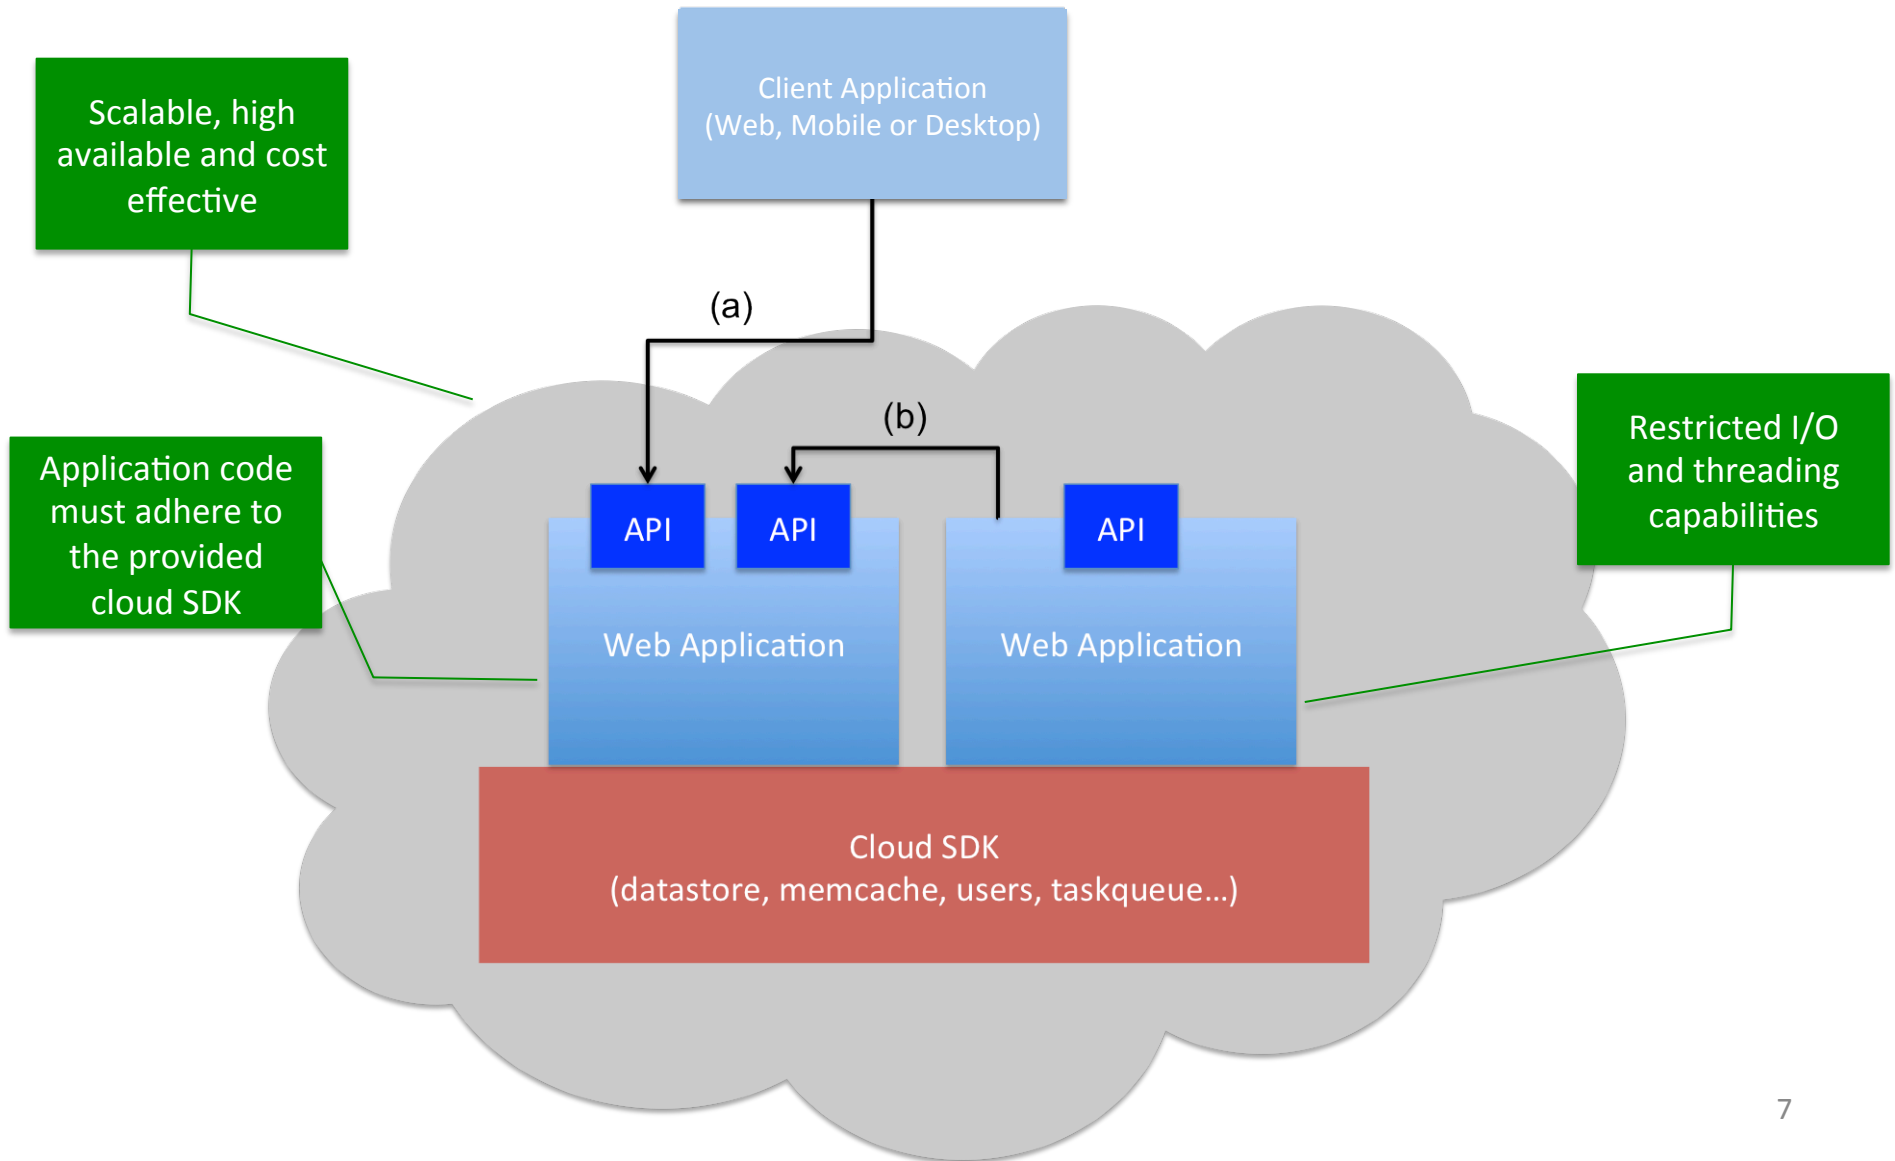 Client Application
(Web, Mobile or Desktop)
Scalable, high
available and cost
effective
(a)
(b)
Restricted I/O
and threading
capabilities
Application code
must adhere to
the provided
cloud SDK
API
API
API
Web Application
Web Application
Cloud SDK
(datastore, memcache, users, taskqueue…)
7